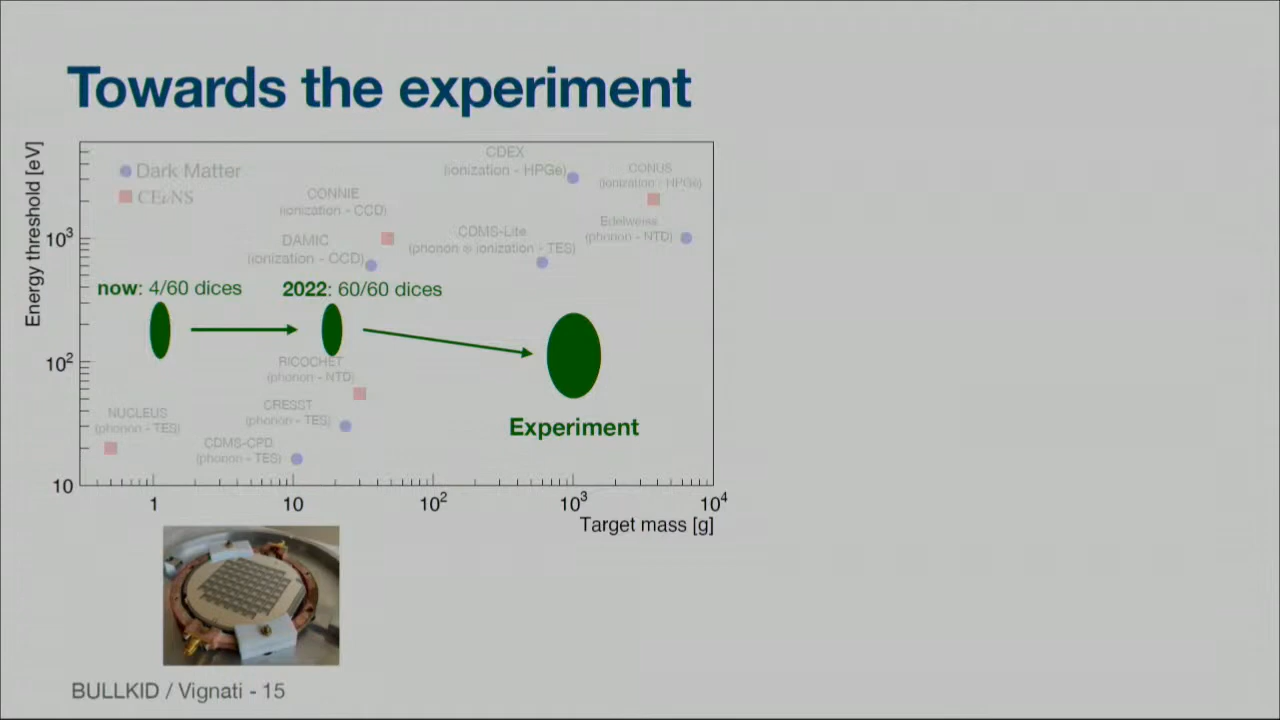 Towards the experiment
Energy threshold [eV]
10³
10²
10
Dark Matter
CEνNS
CDEX
(ionization - HPGe)
CONUS
(ionization - HPGe)
CONNIE
(ionization - CCD)
Edelweiss
(phonon - NTD)
CDMS-Lite
(phonon + ionization - TES)
DAMIC
(ionization - CCD)
now: 4/60 dices
2022: 60/60 dices
RICOCHET
(phonon - NTD)
CRESST
(phonon - TES)
NUCLEUS
(phonon - TES)
CDMS-CPD
(phonon - TES)
Experiment
1
10
10²
10³
10⁴
Target mass [g]
BULLKID / Vignati - 15